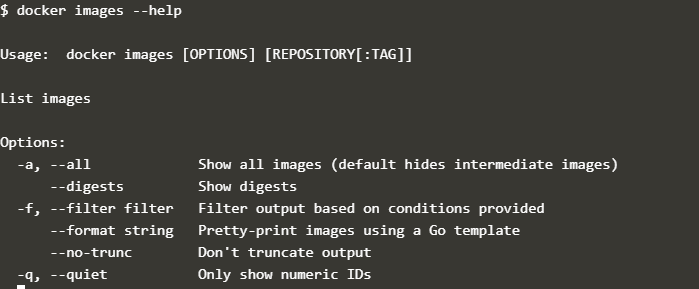 $ docker images --help
Usage:  docker images [OPTIONS] [REPOSITORY[:TAG]]
List images
Options:
  -a, --all             Show all images (default hides intermediate images)
      --digests         Show digests
  -f, --filter filter   Filter output based on conditions provided
      --format string   Pretty-print images using a Go template
      --no-trunc        Don't truncate output
  -q, --quiet           Only show numeric IDs